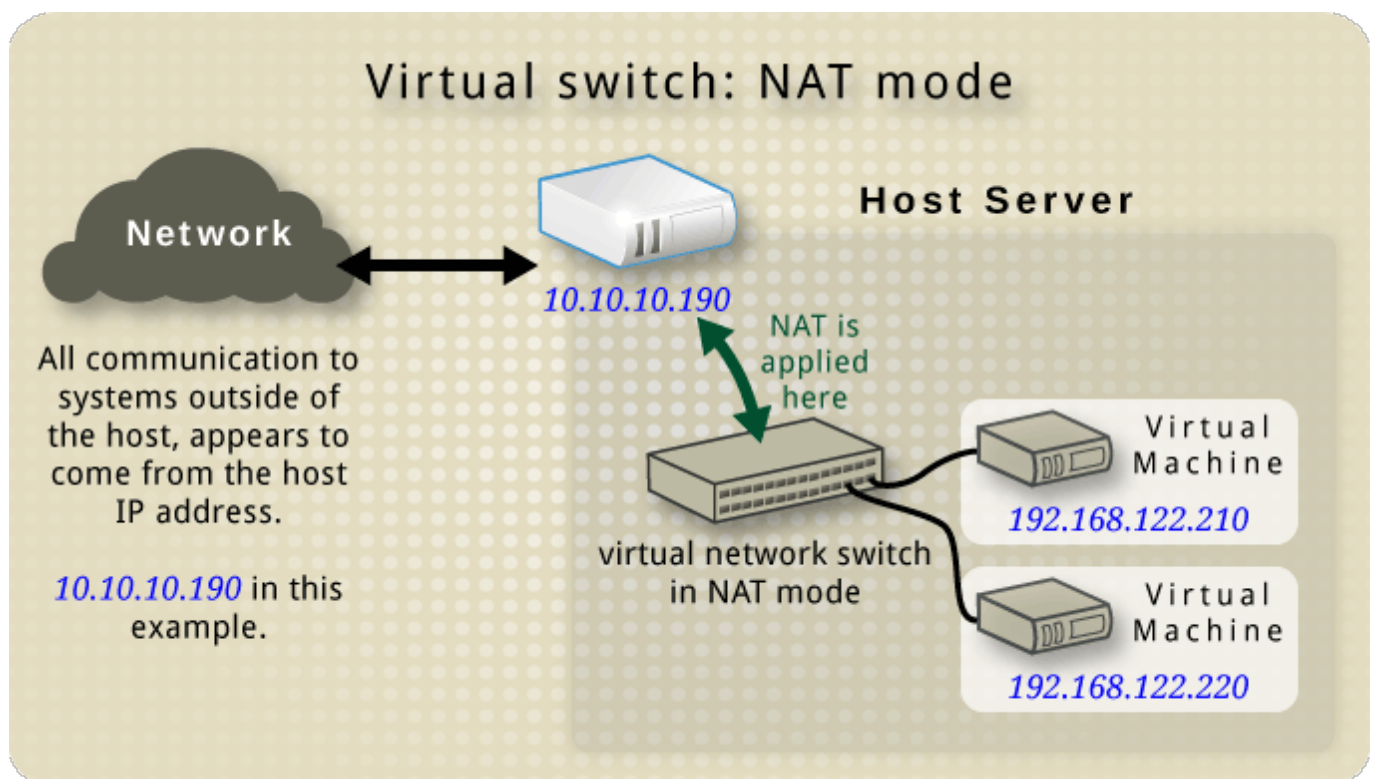 Virtual switch: NAT mode
Network
Host Server
10.10.10.190
NAT is
applied
here
All communication to
systems outside of
the host, appears to
come from the host
IP address.
10.10.10.190 in this
example.
virtual network switch
in NAT mode
Virtual
Machine
192.168.122.210
Virtual
Machine
192.168.122.220